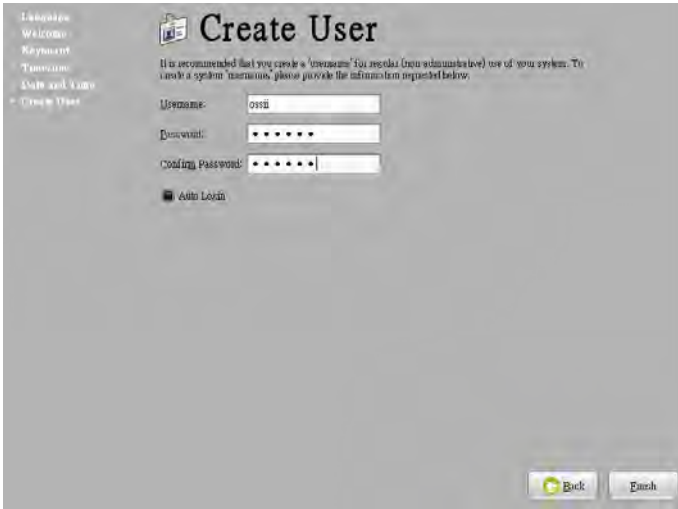 Language
Welcome
Keyboard
Timezone
Date and Time
Create User
Create User
It is recommended that you create a 'username' for regular (non-administrative) use of your system. To
create a system 'username,' please provide the information requested below.
Username: ossii
Password: ••••••
Confirm Password: ••••••
Auto Login
Back
Finish